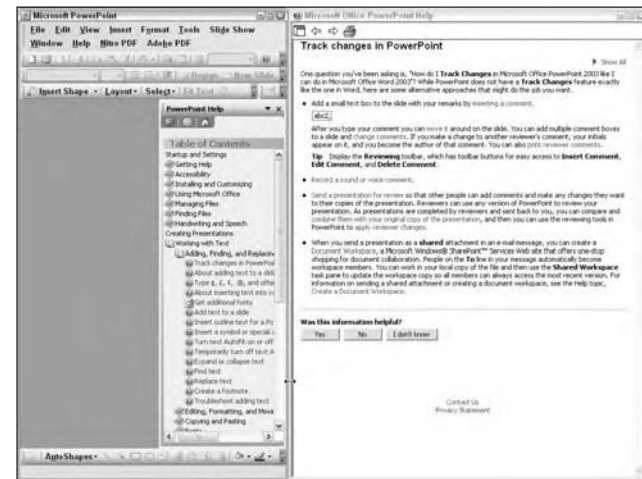 Microsoft PowerPoint
File Edit View Insert Format Tools Slide Show
Window Help Nitro PDF Adobe PDF
Design New Slide
Insert Shape Layout Select
PowerPoint Help
Table of Contents
Startup and Settings
Getting Help
Accessibility
Installing and Customizing
Using Microsoft Office
Managing Files
Finding Files
Handwriting and Speech
Creating Presentations
Working with Text
Adding, Finding, and Replacin
Track changes in PowerPoi
About adding text to a slid
and other
About inserting text into yo
Get additional fonts
Add text to a slide
Insert outline text for a Po
Insert a symbol or special
Turn text AutoFit on or off
Temporarily turn off text A
Expand or collapse text
Find text
Replace text
Create a footnote
Troubleshoot adding text
Editing, Formatting, and Move
Copying and Pasting
Fonts
AutoShapes
Microsoft Office PowerPoint Help
Track changes in PowerPoint
Show All
One question you've been asking is, "How do I Track Changes in Microsoft Office PowerPoint 2003 like I
can do in Microsoft Office Word 2003"? While PowerPoint does not have a Track Changes feature exactly
like the one in Word, here are some alternative approaches that might do the job you want.
• Add a small text box to the slide with your remarks by inserting a comment.
abc2
After you type your comment you can move it around on the slide. You can add multiple comment boxes
to a slide and change comments. If you make a change to another reviewer's comment, your initials
appear on it, and you become the author of that comment. You can also print reviewer comments.
Tip Display the Reviewing toolbar, which has toolbar buttons for easy access to Insert Comment,
Edit Comment, and Delete Comment.
• Record a sound or voice comment.
• Send a presentation for review so that other people can add comments and make any changes they want
to their copies of the presentation. Reviewers can use any version of PowerPoint to review your
presentation. As presentations are completed by reviewers and sent back to you, you can compare and
combine them with your original copy of the presentation, and then you can use the reviewing tools in
PowerPoint to apply reviewer changes.
• When you send a presentation as a shared attachment in an e-mail message, you can create a
Document Workspace, a Microsoft Windows® SharePoint™ Services Web site that offers one-stop
shopping for document collaboration. People on the To line in your message automatically become
workspace members. You can work in your local copy of the file and then use the Shared Workspace
task pane to update the workspace copy so all members can always access the most recent version. For
information on sending a shared attachment or creating a document workspace, see the Help topic,
Create a Document Workspace.
Was this information helpful?
Yes No I don't know
Contact Us
Privacy Statement